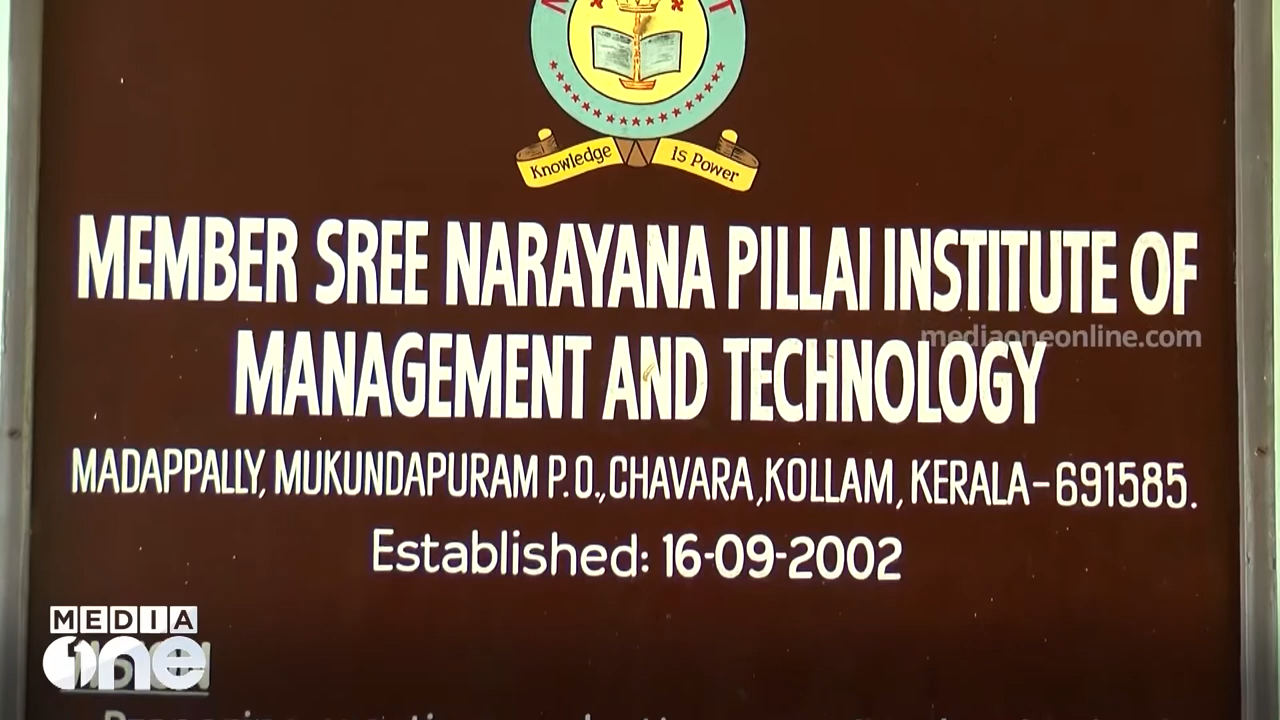 Knowledge is Power
MEMBER SREE NARAYANA PILLAI INSTITUTE OF
MANAGEMENT AND TECHNOLOGY
mediaoneonline.com
MADAPPALLY, MUKUNDAPURAM P.O., CHAVARA, KOLLAM, KERALA-691585.
Established: 16-09-2002
MEDIA
one